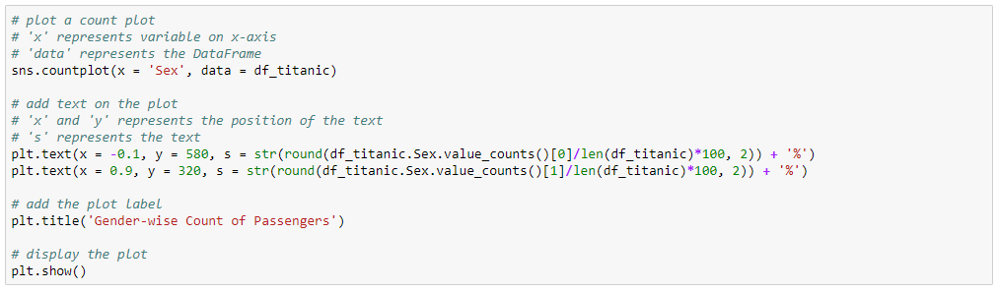 # plot a count plot
# 'x' represents variable on x-axis
# 'data' represents the DataFrame
sns.countplot(x = 'Sex', data = df_titanic)
# add text on the plot
# 'x' and 'y' represents the position of the text
# 's' represents the text
plt.text(x = -0.1, y = 580, s = str(round(df_titanic.Sex.value_counts()[0]/len(df_titanic)*100, 2)) + '%')
plt.text(x = 0.9, y = 320, s = str(round(df_titanic.Sex.value_counts()[1]/len(df_titanic)*100, 2)) + '%')
# add the plot label
plt.title('Gender-wise Count of Passengers')
# display the plot
plt.show()